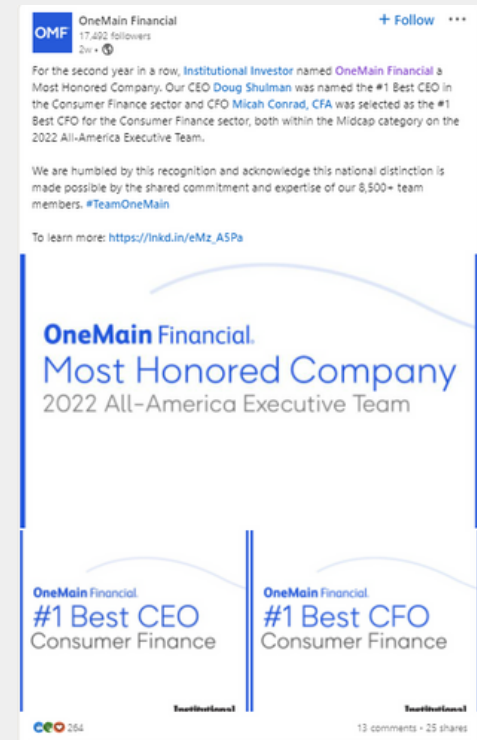 OMF
OneMain Financial
+ Follow ...
17,492 followers
2w •
For the second year in a row, Institutional Investor named OneMain Financial a
Most Honored Company. Our CEO Doug Shulman was named the #1 Best CEO in
the Consumer Finance sector and CFO Micah Conrad, CFA was selected as the #1
Best CFO for the Consumer Finance sector, both within the Midcap category on the
2022 All-America Executive Team.
We are humbled by this recognition and acknowledge this national distinction is
made possible by the shared commitment and expertise of our 8,500+ team
members. #TeamOneMain
To learn more: https://lnkd.in/eMz_A5Pa
OneMain Financial.
Most Honored Company
2022 All-America Executive Team
OneMain Financial.
#1 Best CEO
Consumer Finance
Institutional
OneMain Financial.
#1 Best CFO
Consumer Finance
Institutional
264
13 comments • 25 shares